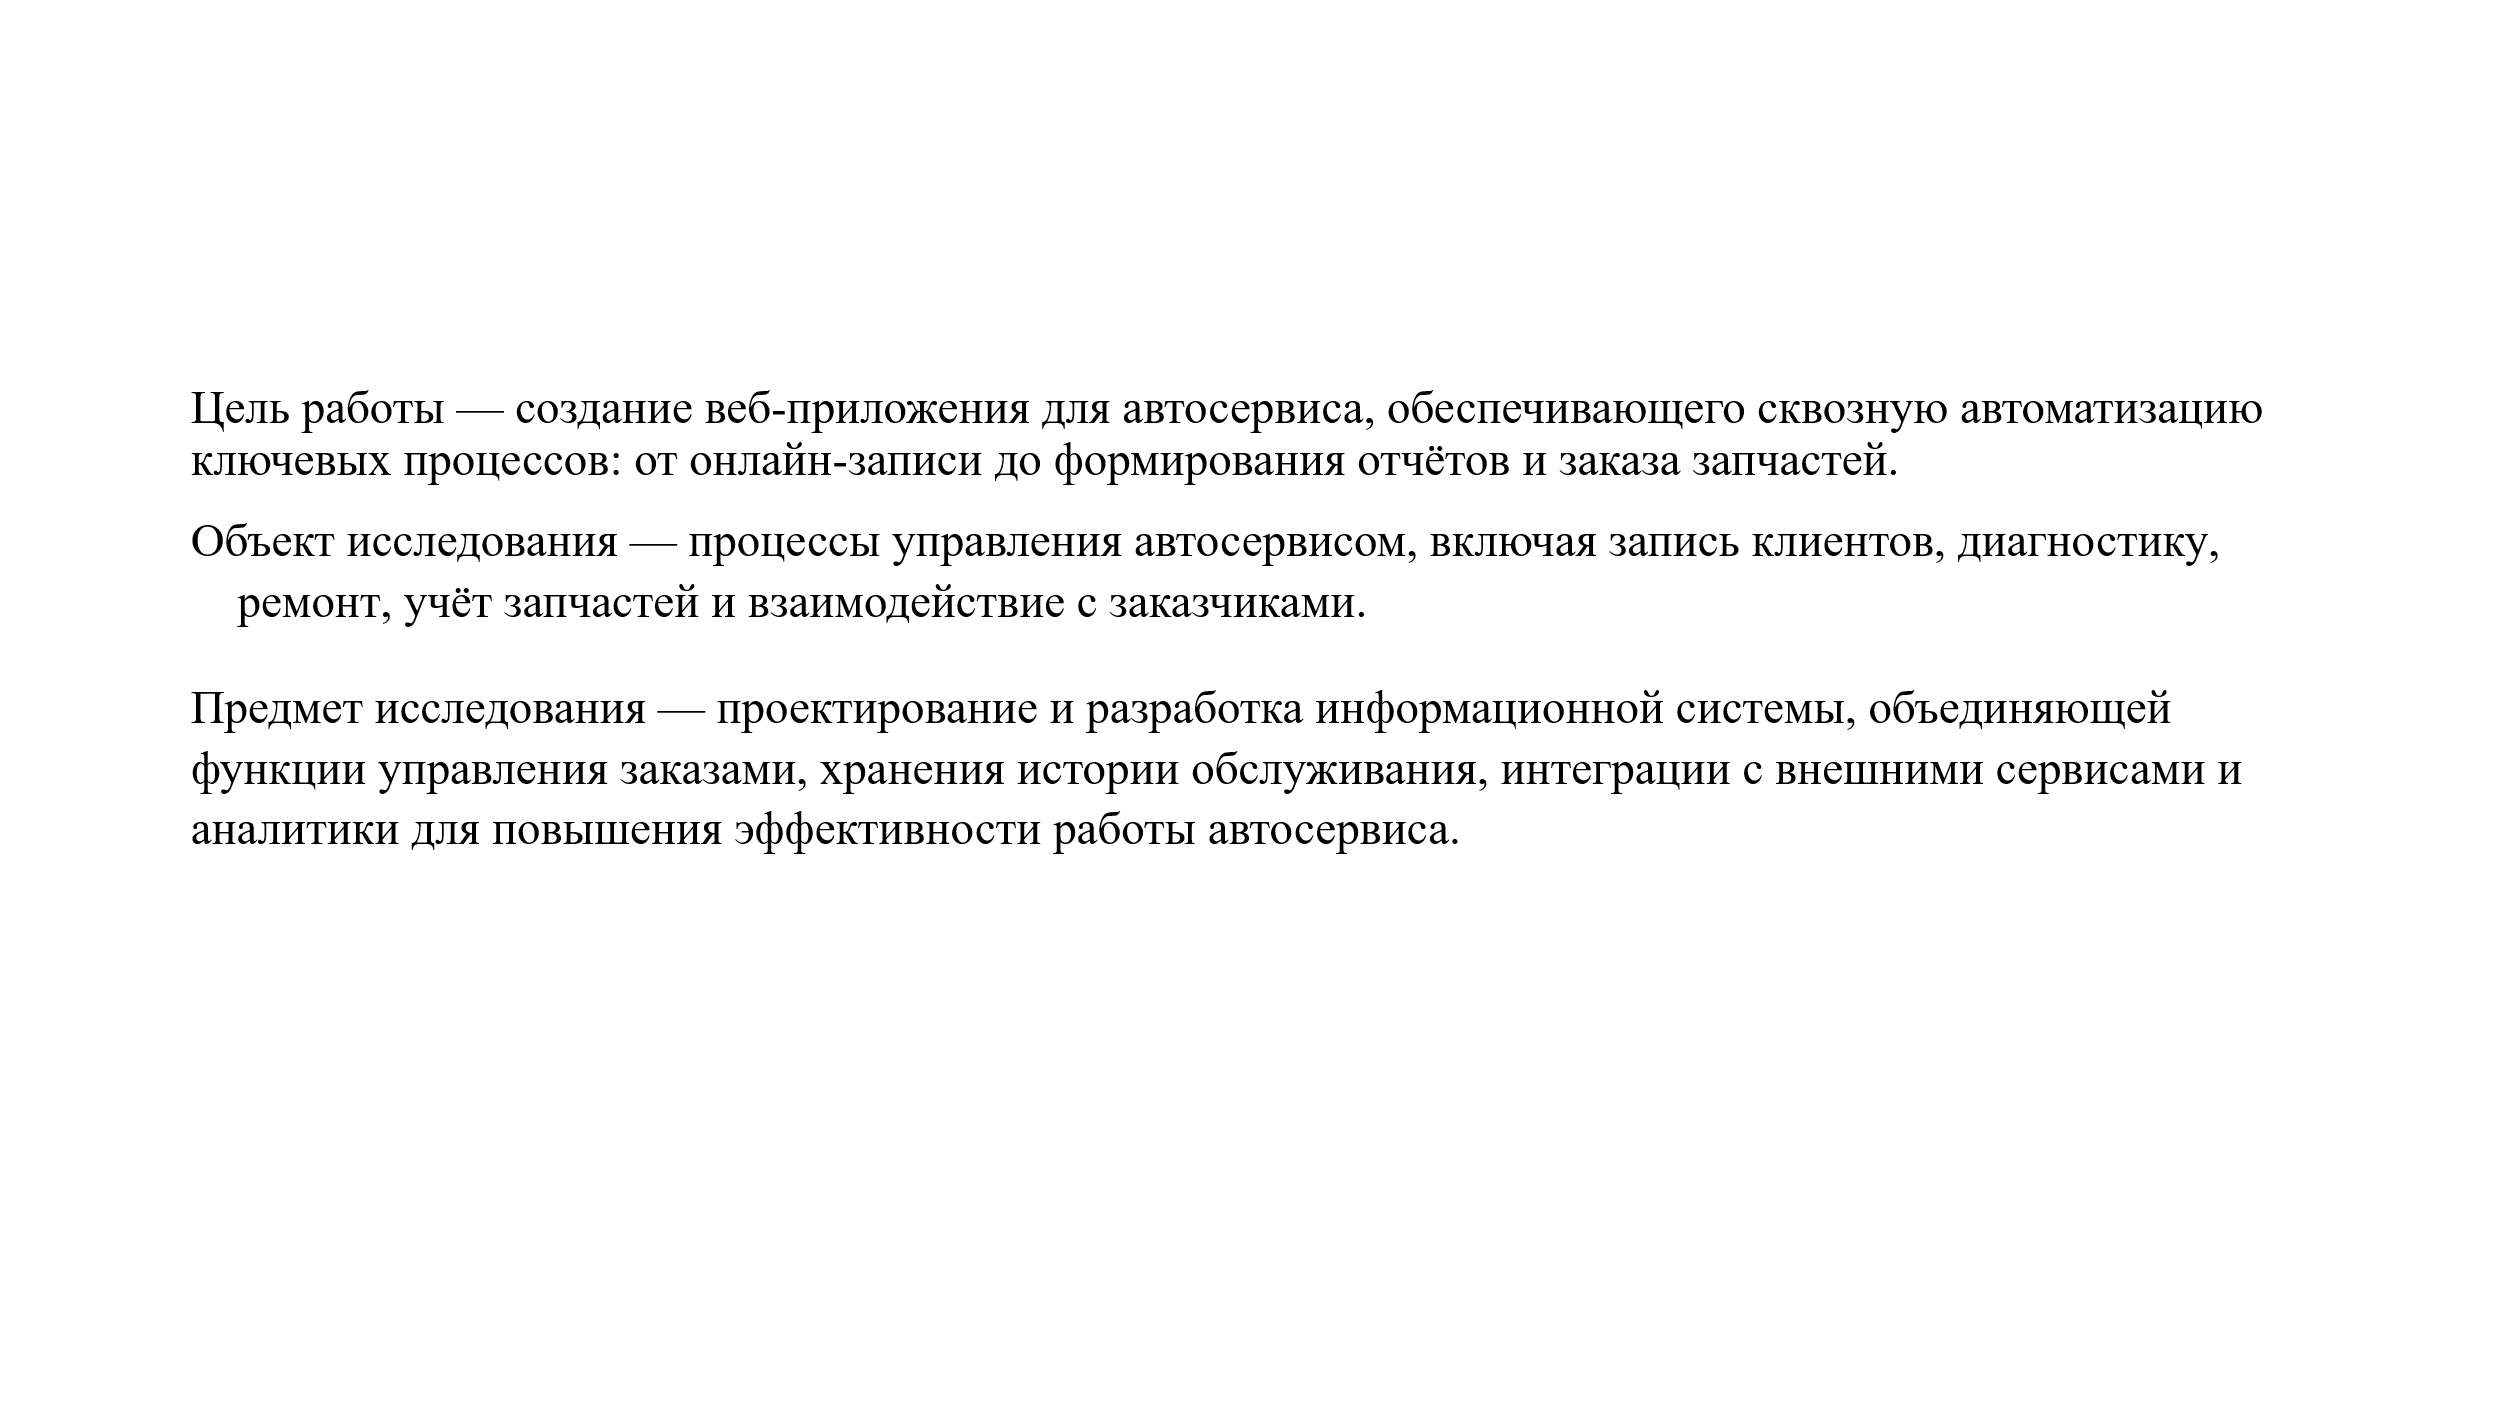 Цель работы — создание веб-приложения для автосервиса, обеспечивающего сквозную автоматизацию
ключевых процессов: от онлайн-записи до формирования отчётов и заказа запчастей.
Объект исследования — процессы управления автосервисом, включая запись клиентов, диагностику,
ремонт, учёт запчастей и взаимодействие с заказчиками.
Предмет исследования — проектирование и разработка информационной системы, объединяющей
функции управления заказами, хранения истории обслуживания, интеграции с внешними сервисами и
аналитики для повышения эффективности работы автосервиса.